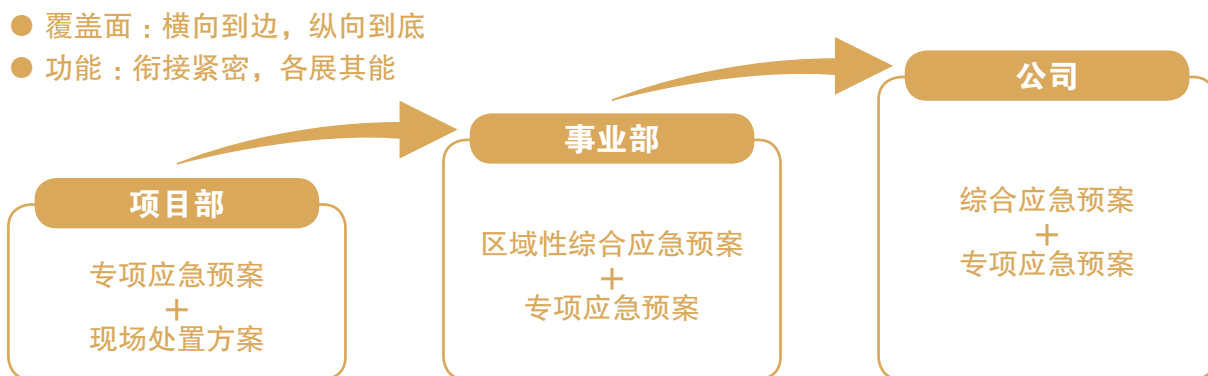 ● 覆盖面：横向到边，纵向到底
● 功能：衔接紧密，各展其能
项目部
专项应急预案
+
现场处置方案
事业部
区域性综合应急预案
+
专项应急预案
公司
综合应急预案
+
专项应急预案